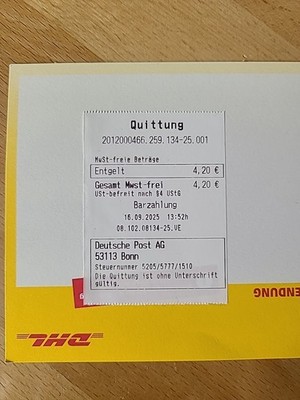 Quittung
2012000466.259.134-25.001
MwSt-freie Beträge
Entgelt 4,20 €
Gesamt Mwst-frei 4,20 €
USt-befreit nach §4 UStG
Barzahlung
16.09.2025 13:52h
08.102.08134-25.VE
Deutsche Post AG
53113 Bonn
Steuernummer 5205/5777/1510
Die Quittung ist ohne Unterschrift
gültig.
ENDUNG
DHL